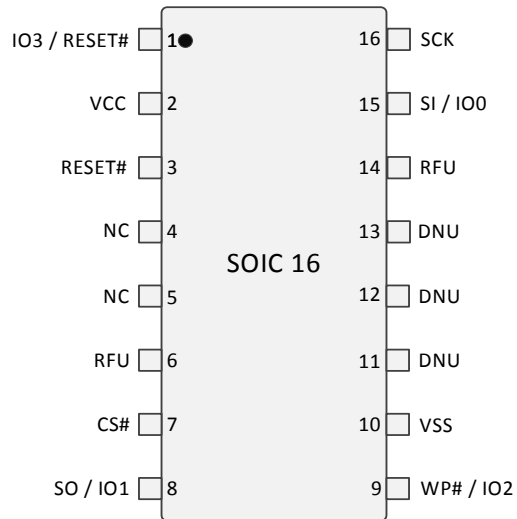 IO3 / RESET# 1 16 SCK
VCC 2 15 SI / IO0
RESET# 3 14 RFU
NC 4 13 DNU
SOIC 16
NC 5 12 DNU
RFU 6 11 DNU
CS# 7 10 VSS
SO / IO1 8 9 WP# / IO2